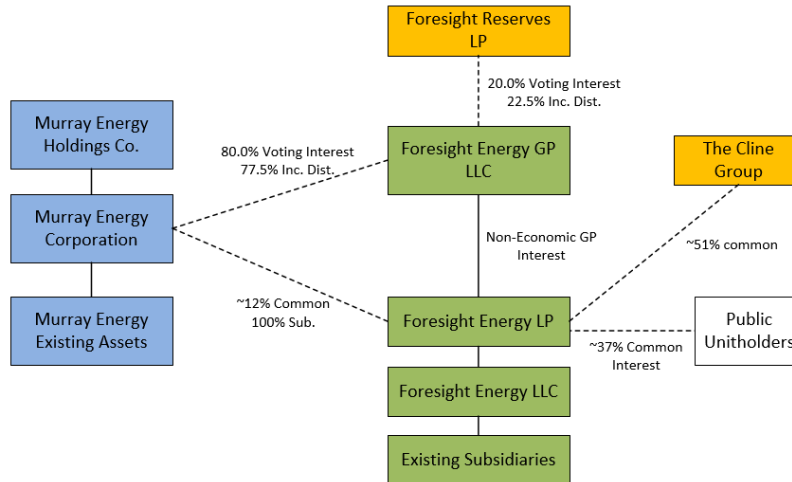 Foresight Reserves
LP
20.0% Voting Interest
22.5% Inc. Dist.
Murray Energy
Holdings Co.
80.0% Voting Interest
77.5% Inc. Dist.
Foresight Energy GP
LLC
The Cline
Group
Murray Energy
Corporation
Non-Economic GP
Interest
~51% common
~12% Common
100% Sub.
Murray Energy
Existing Assets
Foresight Energy LP
Public
Unitholders
~37% Common
Interest
Foresight Energy LLC
Existing Subsidiaries